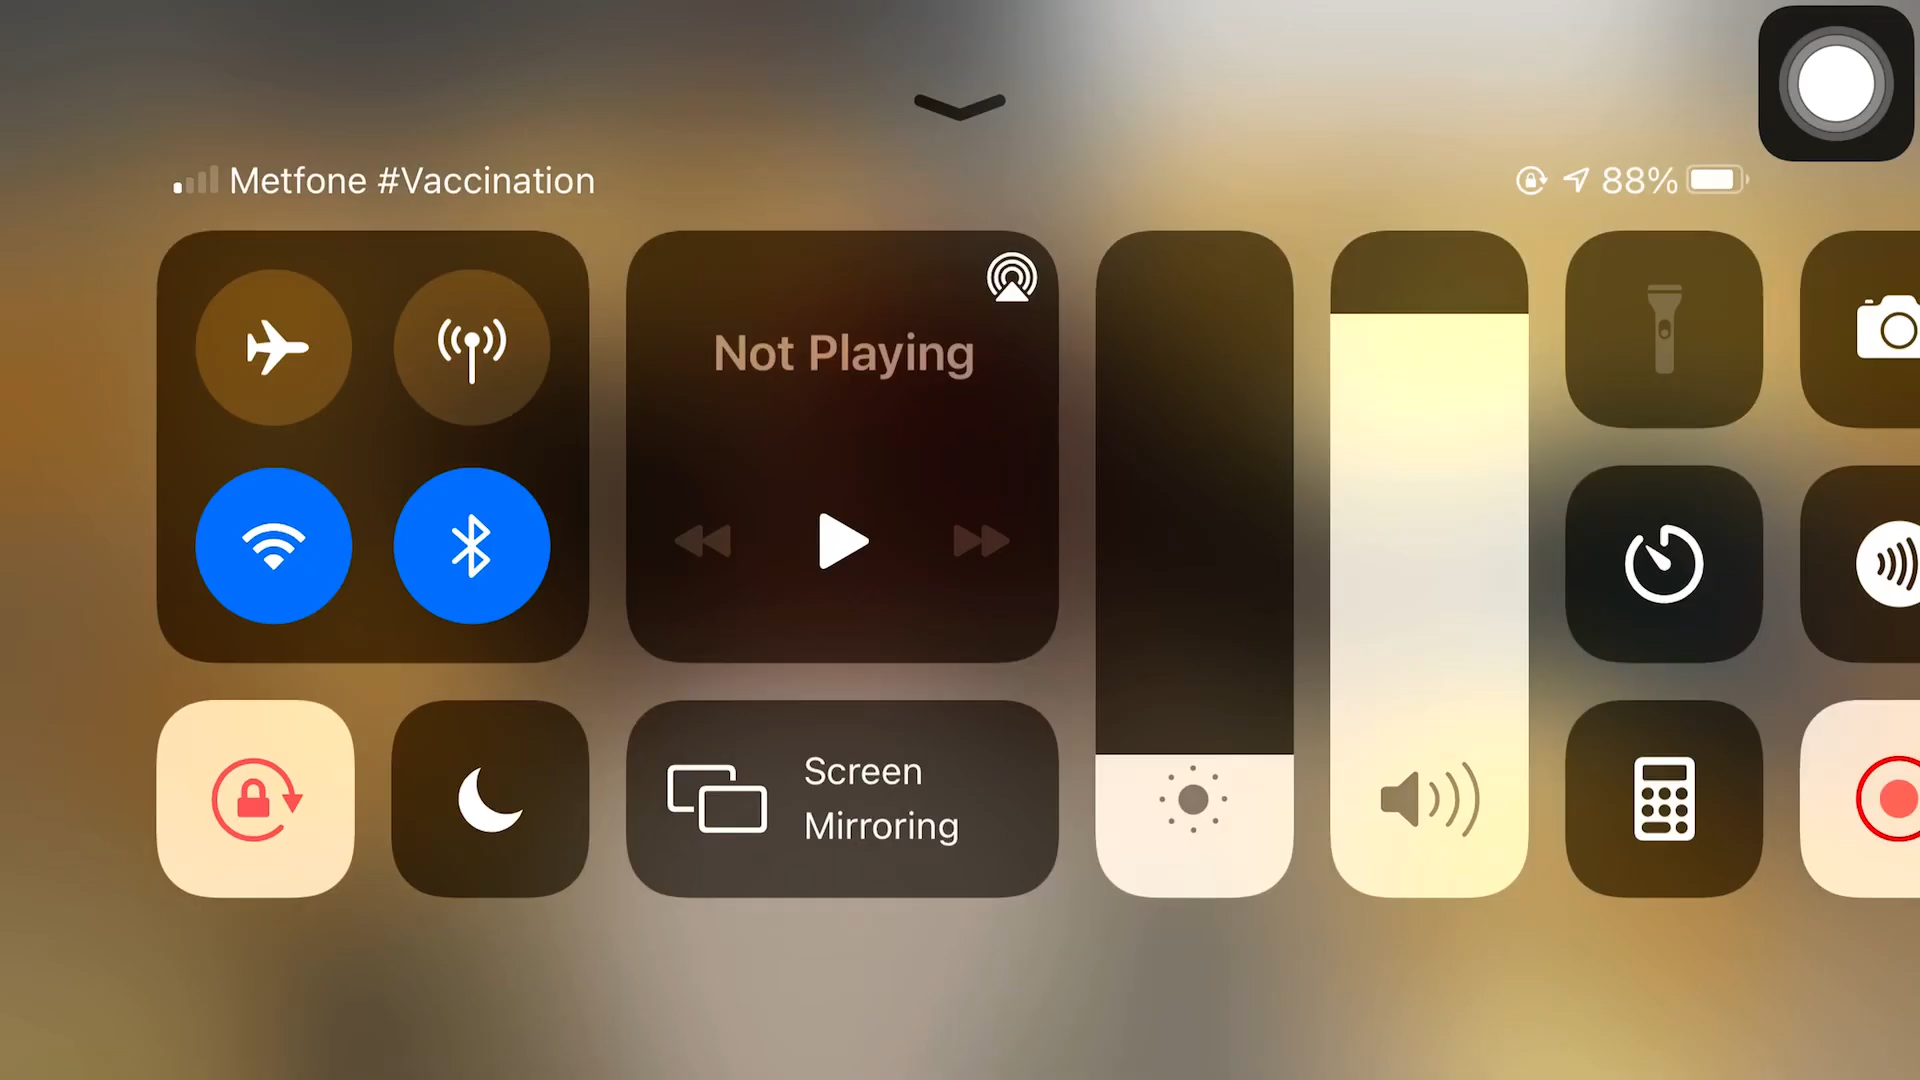 Metfone #Vaccination
88%
Not Playing
Screen
Mirroring